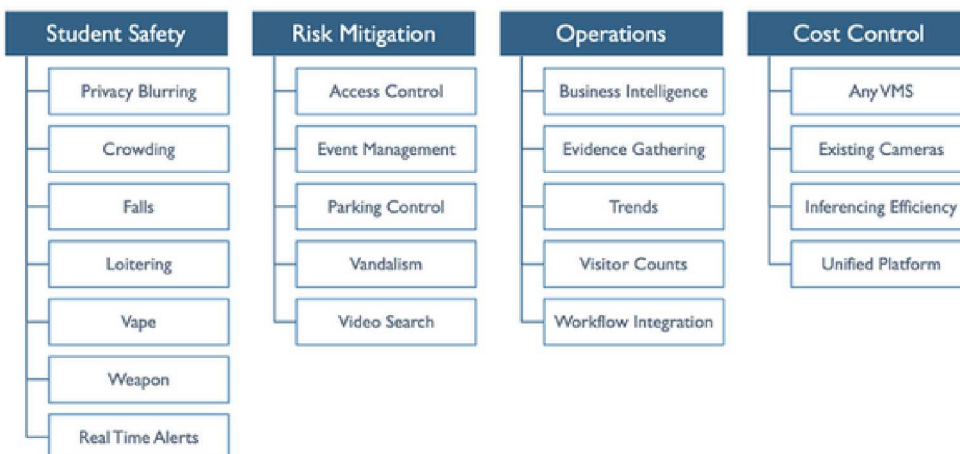 Student Safety
Privacy Blurring
Crowding
Falls
Loitering
Vape
Weapon
Real Time Alerts
Risk Mitigation
Access Control
Event Management
Parking Control
Vandalism
Video Search
Operations
Business Intelligence
Evidence Gathering
Trends
Visitor Counts
Workflow Integration
Cost Control
Any VMS
Existing Cameras
Inferencing Efficiency
Unified Platform